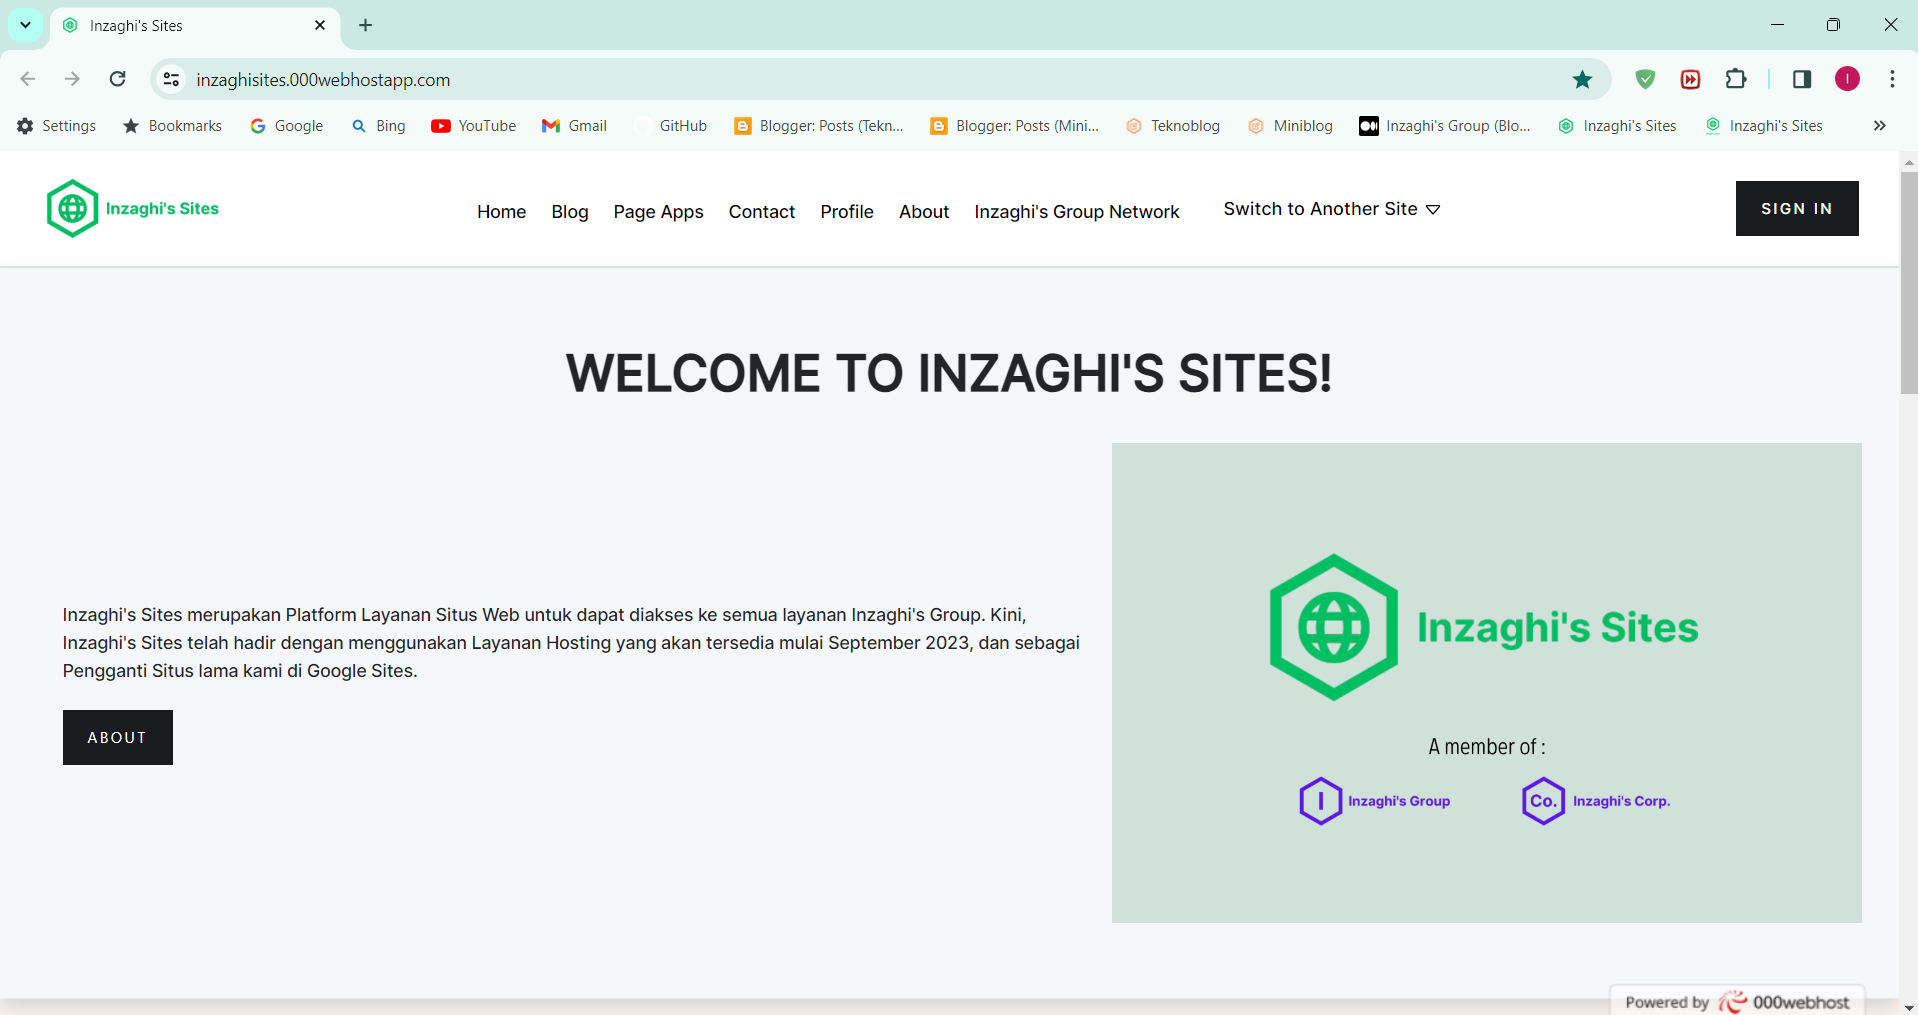 Inzaghi's Sites
inzaghisites.000webhostapp.com
I
Settings Bookmarks Google Bing YouTube Gmail GitHub Blogger: Posts (Tekn... Blogger: Posts (Mini... Teknoblog Miniblog Inzaghi's Group (Blo... Inzaghi's Sites Inzaghi's Sites
Inzaghi's Sites
Home Blog Page Apps Contact Profile About Inzaghi's Group Network Switch to Another Site
SIGN IN
WELCOME TO INZAGHI'S SITES!
Inzaghi's Sites merupakan Platform Layanan Situs Web untuk dapat diakses ke semua layanan Inzaghi's Group. Kini,
Inzaghi's Sites telah hadir dengan menggunakan Layanan Hosting yang akan tersedia mulai September 2023, dan sebagai
Pengganti Situs lama kami di Google Sites.
ABOUT
Inzaghi's Sites
A member of :
I Inzaghi's Group
Co. Inzaghi's Corp.
Powered by 000webhost